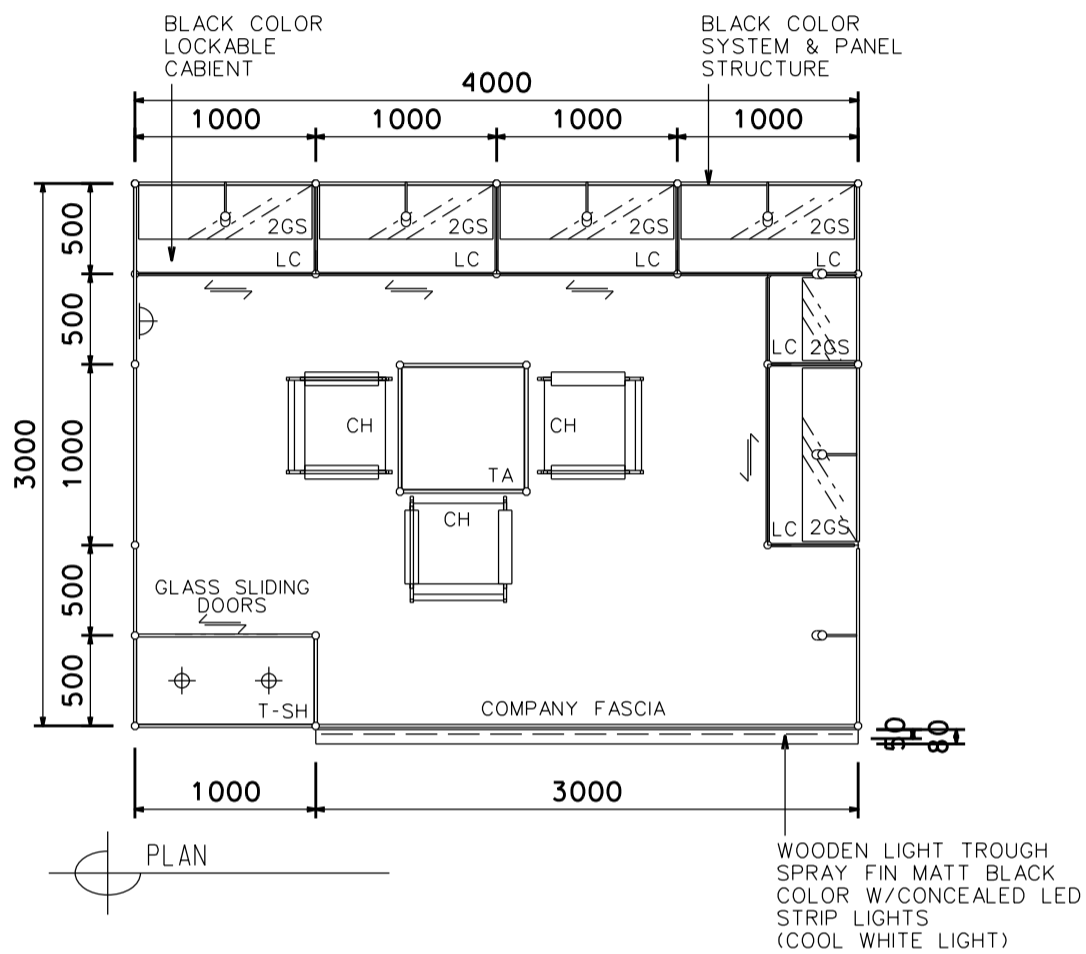 BLACK COLOR
LOCKABLE
CABIENT
BLACK COLOR
SYSTEM & PANEL
STRUCTURE
4000
1000 1000 1000 1000
3000
500
500
1000
500
500
2GS 2GS 2GS 2GS
LC LC LC LC
LC 2GS
CH CH
TA
CH
LC 2GS
GLASS SLIDING
DOORS
T-SH
COMPANY FASCIA
50
80
1000 3000
PLAN
WOODEN LIGHT TROUGH
SPRAY FIN MATT BLACK
COLOR W/CONCEALED LED
STRIP LIGHTS
(COOL WHITE LIGHT)